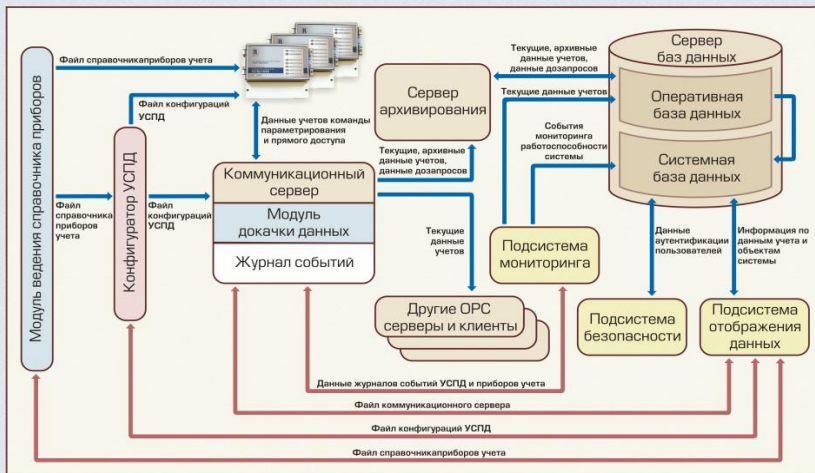 Модуль ведения справочника приборов
Файл справочникаприборов учета
Файл конфигураций
УСПД
Конфигуратор УСПД
Файл
справочника
приборов
учета
Файл
конфигураций
УСПД
Данные учетов команды
параметрирования
и прямого доступа
Коммуникационный
сервер
Модуль
докачки данных
Журнал событий
Сервер
архивирования
Текущие, архивные
данные учетов,
данные дозапросов
Текущие
данные
учетов
Другие OPC
серверы и клиенты
Текущие, архивные
данные учетов,
данные дозапросов
Текущие данные учетов
События
мониторинга
работоспособности
системы
Подсистема
мониторинга
Сервер
баз данных
Оперативная
база данных
Системная
база данных
Данные
аутентификации
пользователей
Информация по
данным учета и
объектам
системы
Подсистема
безопасности
Подсистема
отображения
данных
Данные журналов событий УСПД и приборов учета
Файл коммуникационного сервера
Файл конфигураций УСПД
Файл справочникаприборов учета